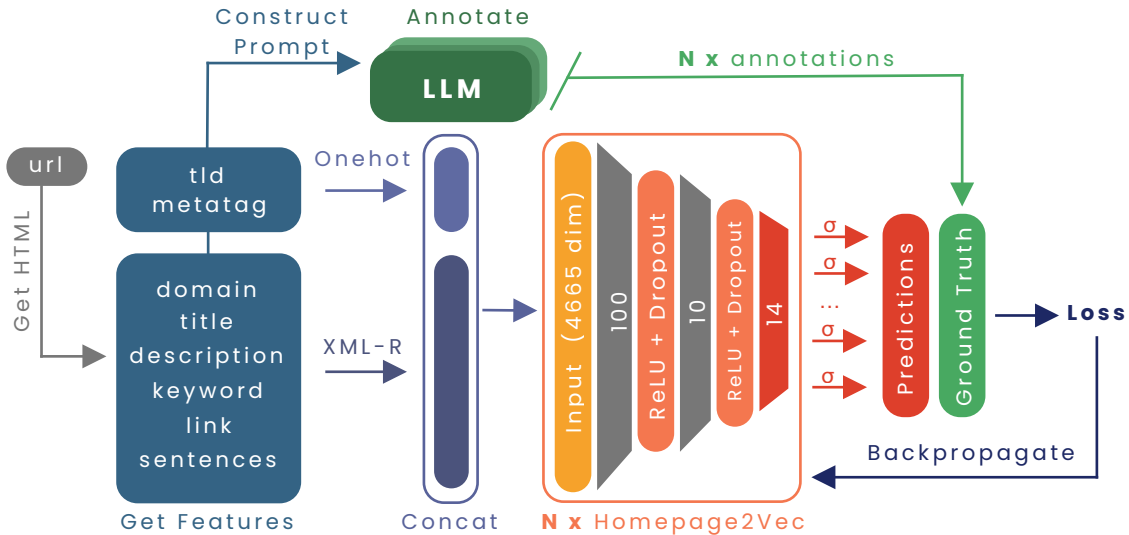 Construct
Prompt
Annotate
LLM
N x annotations
url
Get HTML
tld
metatag
domain
title
description
keyword
link
sentences
Get Features
Onehot
XML-R
Concat
Input (4665 dim)
100
ReLU + Dropout
10
ReLU + Dropout
14
N x Homepage2Vec
σ
σ
...
σ
σ
Predictions
Ground Truth
Loss
Backpropagate